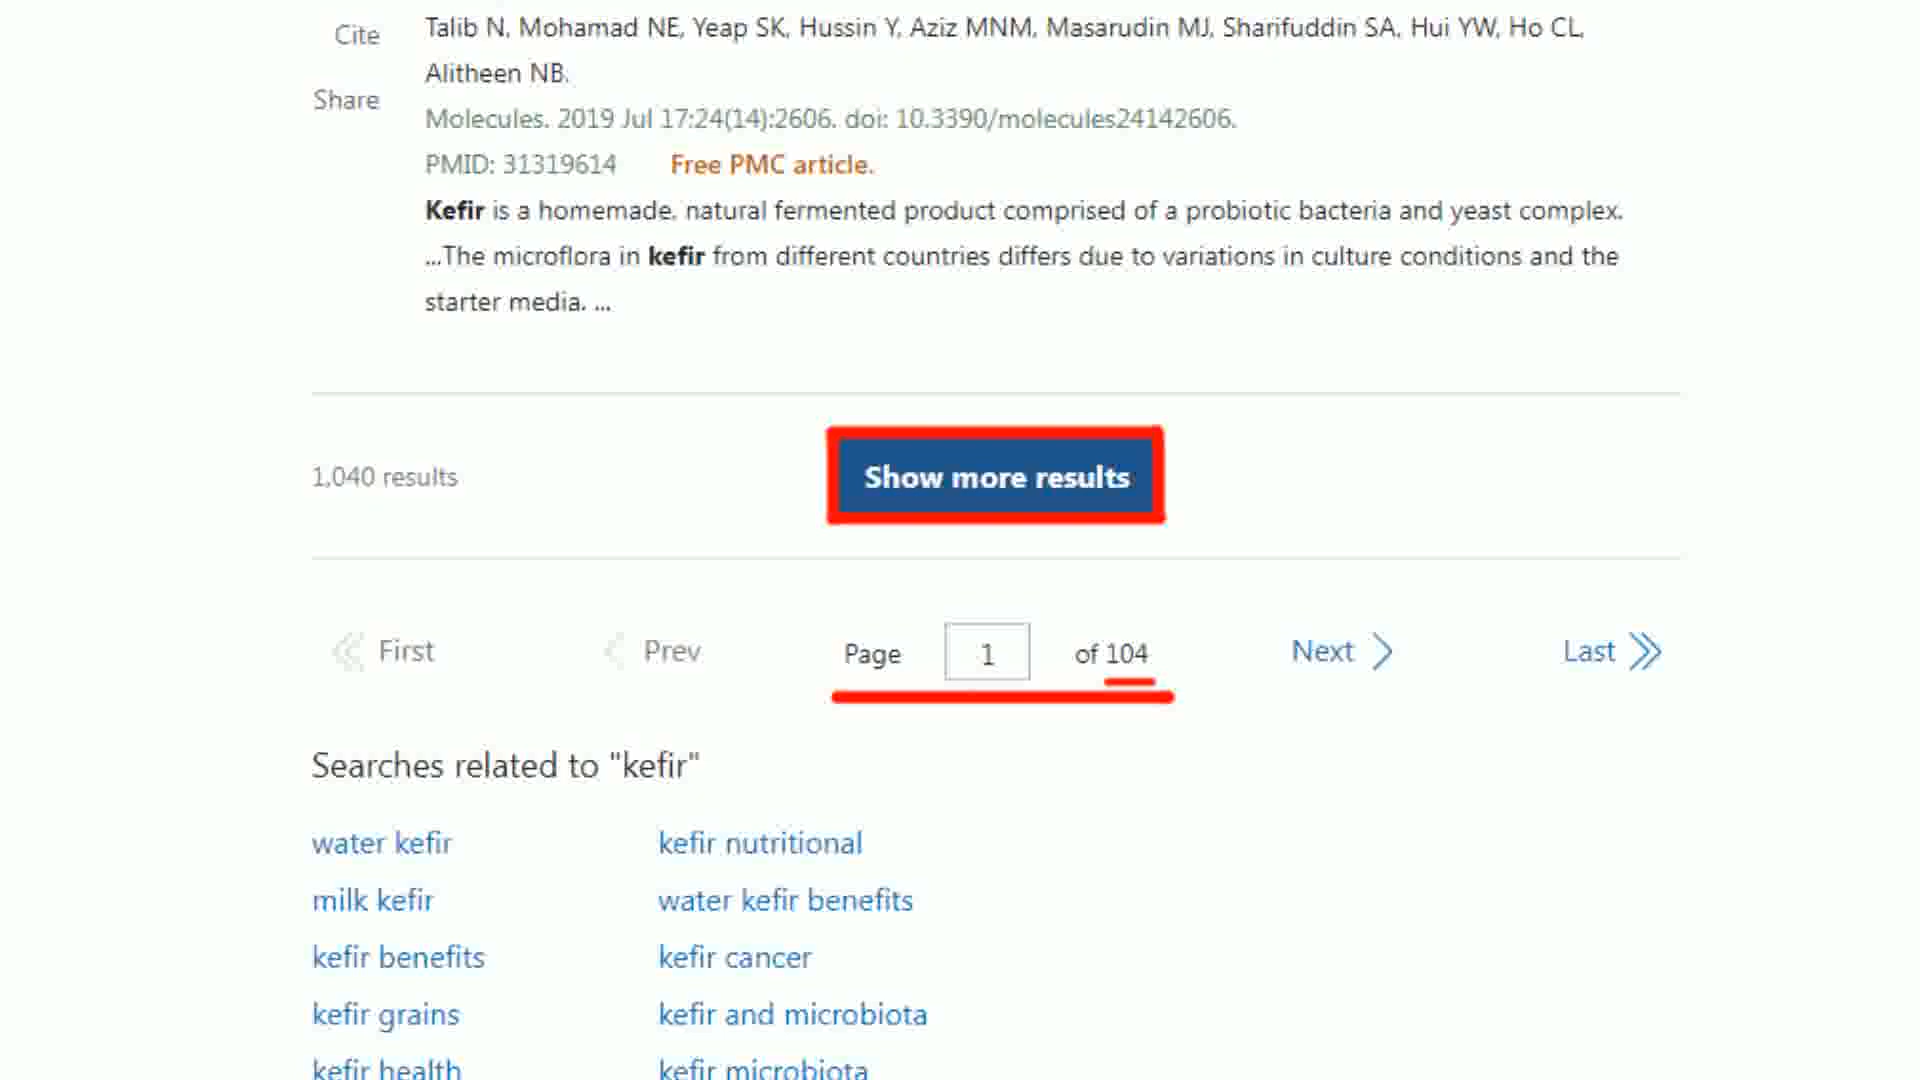 Cite
Share
Talib N, Mohamad NE, Yeap SK, Hussin Y, Aziz MNM, Masarudin MJ, Sharifuddin SA, Hui YW, Ho CL,
Alitheen NB.
Molecules. 2019 Jul 17;24(14):2606. doi: 10.3390/molecules24142606.
PMID: 31319614 Free PMC article.
Kefir is a homemade, natural fermented product comprised of a probiotic bacteria and yeast complex.
...The microflora in kefir from different countries differs due to variations in culture conditions and the
starter media. ...
1,040 results
Show more results
First Prev Page 1 of 104 Next Last
Searches related to "kefir"
water kefir kefir nutritional
milk kefir water kefir benefits
kefir benefits kefir cancer
kefir grains kefir and microbiota
kefir health kefir microbiota